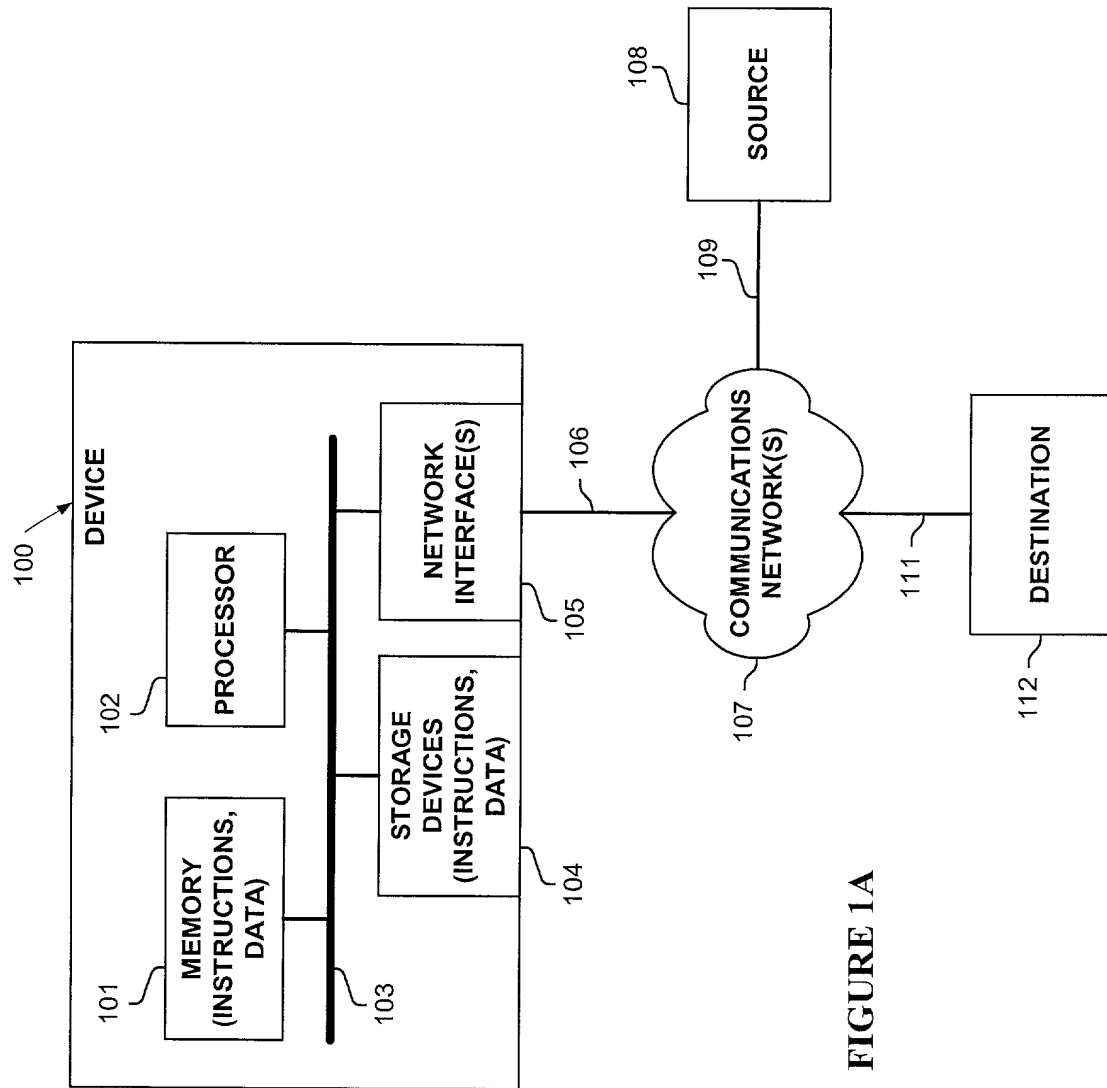 100
DEVICE
101
MEMORY
(INSTRUCTIONS,
DATA)
102
PROCESSOR
103
STORAGE
DEVICES
(INSTRUCTIONS,
DATA)
104
NETWORK
INTERFACE(S)
105
106
COMMUNICATIONS
NETWORK(S)
107
109
108
SOURCE
111
DESTINATION
112
FIGURE 1A